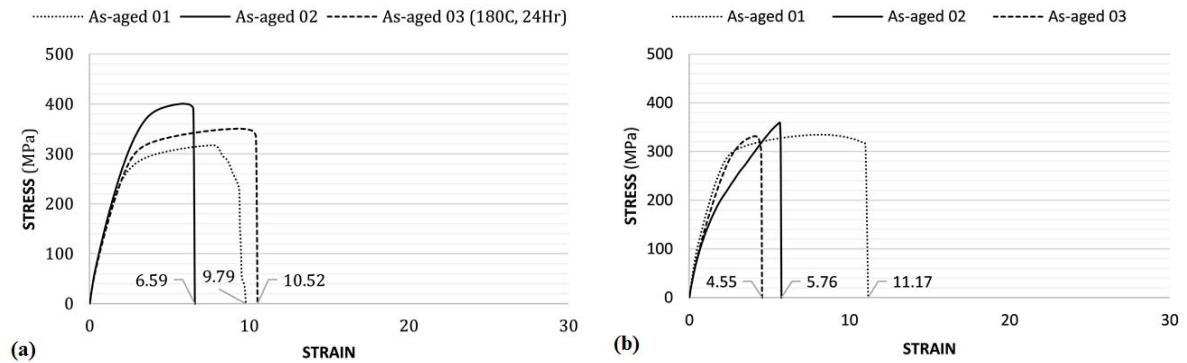 As-aged 01 As-aged 02 As-aged 03 (180C, 24Hr)
500
400
300
200
100
0
STRESS (MPa)
6.59 9.79 10.52
0 10 20 30
STRAIN
(a)
As-aged 01 As-aged 02 As-aged 03
500
400
300
200
100
0
STRESS (MPa)
4.55 5.76 11.17
0 10 20 30
STRAIN
(b)